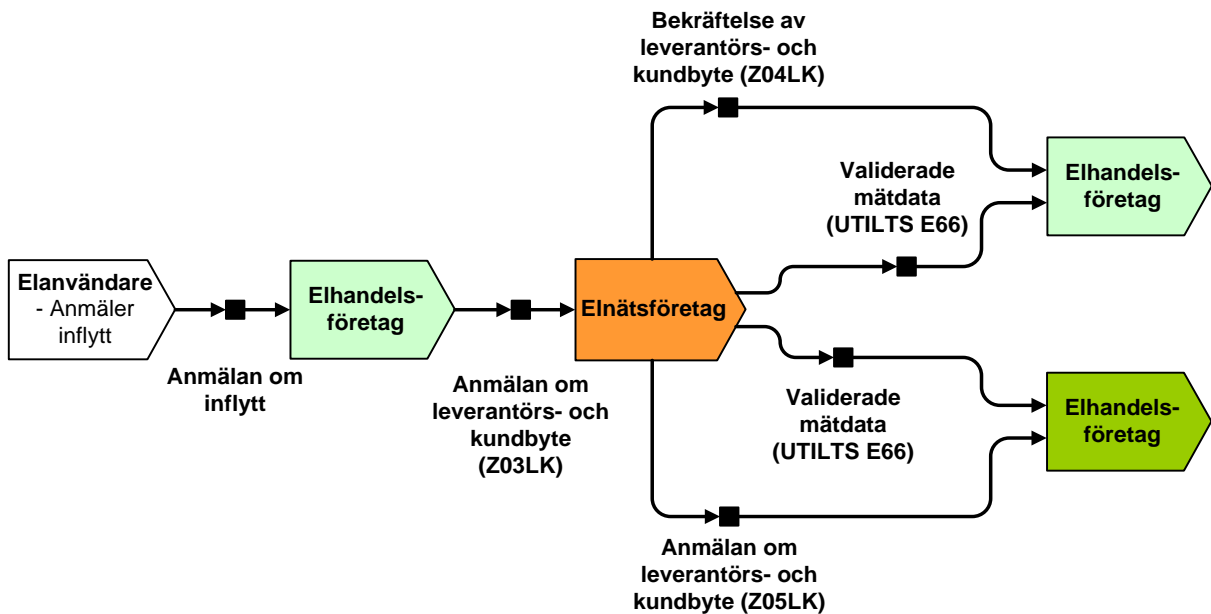 Bekräftelse av
leverantörs- och
kundbyte (Z04LK)
Validerade
mätdata
(UTILTS E66)
Elhandels-
företag
Elanvändare
- Anmäler
inflytt
Elhandels-
företag
Elnätsföretag
Anmälan om
inflytt
Anmälan om
leverantörs- och
kundbyte
(Z03LK)
Validerade
mätdata
(UTILTS E66)
Elhandels-
företag
Anmälan om
leverantörs- och
kundbyte (Z05LK)